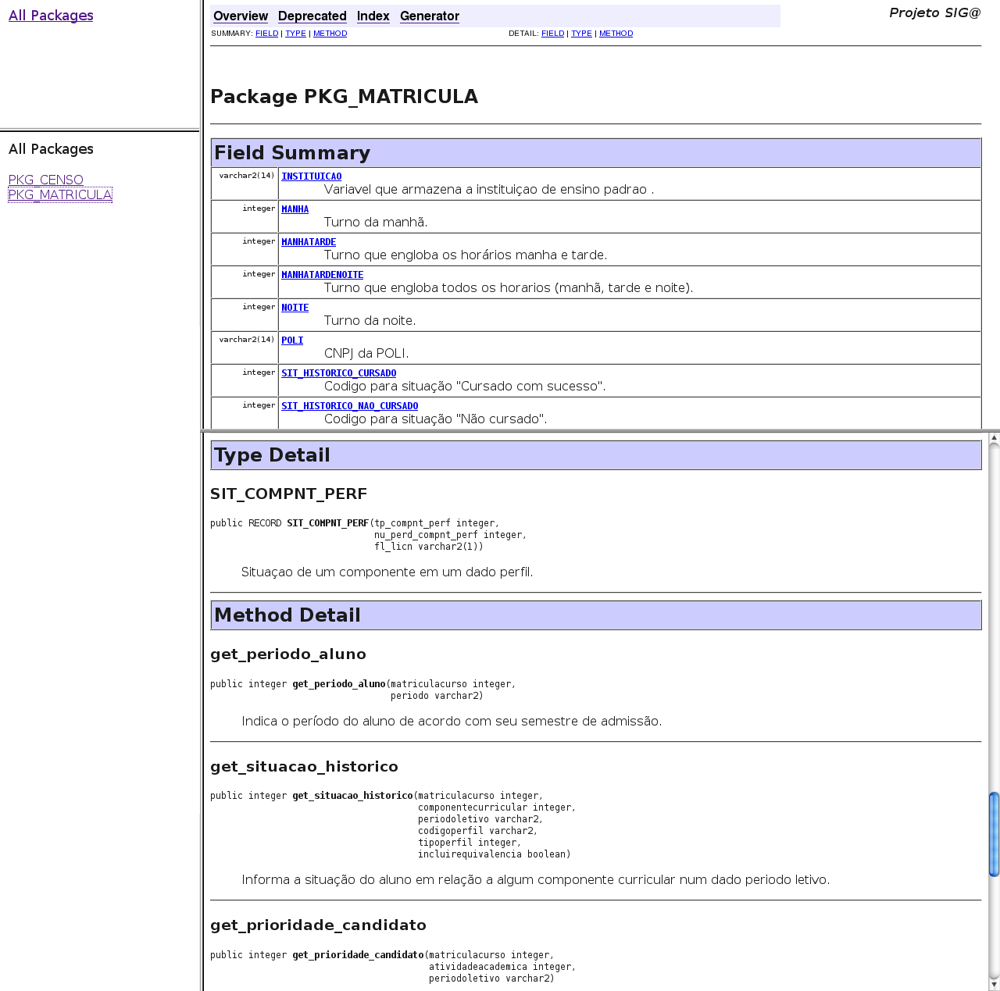 All Packages
All Packages
PKG_CENSO
PKG_MATRICULA
Overview Deprecated Index Generator
Projeto SIG@
SUMMARY: FIELD | TYPE | METHOD DETAIL: FIELD | TYPE | METHOD
Package PKG_MATRICULA
Field Summary
varchar2(14) INSTITUICAO
Variavel que armazena a instituiçao de ensino padrao .
integer MANHA
Turno da manhã.
integer MANHATARDE
Turno que engloba os horários manha e tarde.
integer MANHATARDENOITE
Turno que engloba todos os horarios (manhã, tarde e noite).
integer NOITE
Turno da noite.
varchar2(14) POLI
CNPJ da POLI.
integer SIT_HISTORICO_CURSADO
Codigo para situação "Cursado com sucesso".
integer SIT_HISTORICO_NAO_CURSADO
Codigo para situação "Não cursado".
Type Detail
SIT_COMPNT_PERF
public RECORD SIT_COMPNT_PERF(tp_compnt_perf integer,
nu_perd_compnt_perf integer,
fl_licn varchar2(1))
Situaçao de um componente em um dado perfil.
Method Detail
get_periodo_aluno
public integer get_periodo_aluno(matriculacurso integer,
periodo varchar2)
Indica o período do aluno de acordo com seu semestre de admissão.
get_situacao_historico
public integer get_situacao_historico(matriculacurso integer,
componentecurricular integer,
periodoletivo varchar2,
codigoperfil varchar2,
tipoperfil integer,
incluirequivalencia boolean)
Informa a situação do aluno em relação a algum componente curricular num dado periodo letivo.
get_prioridade_candidato
public integer get_prioridade_candidato(matriculacurso integer,
atividadeacademica integer,
periodoletivo varchar2)